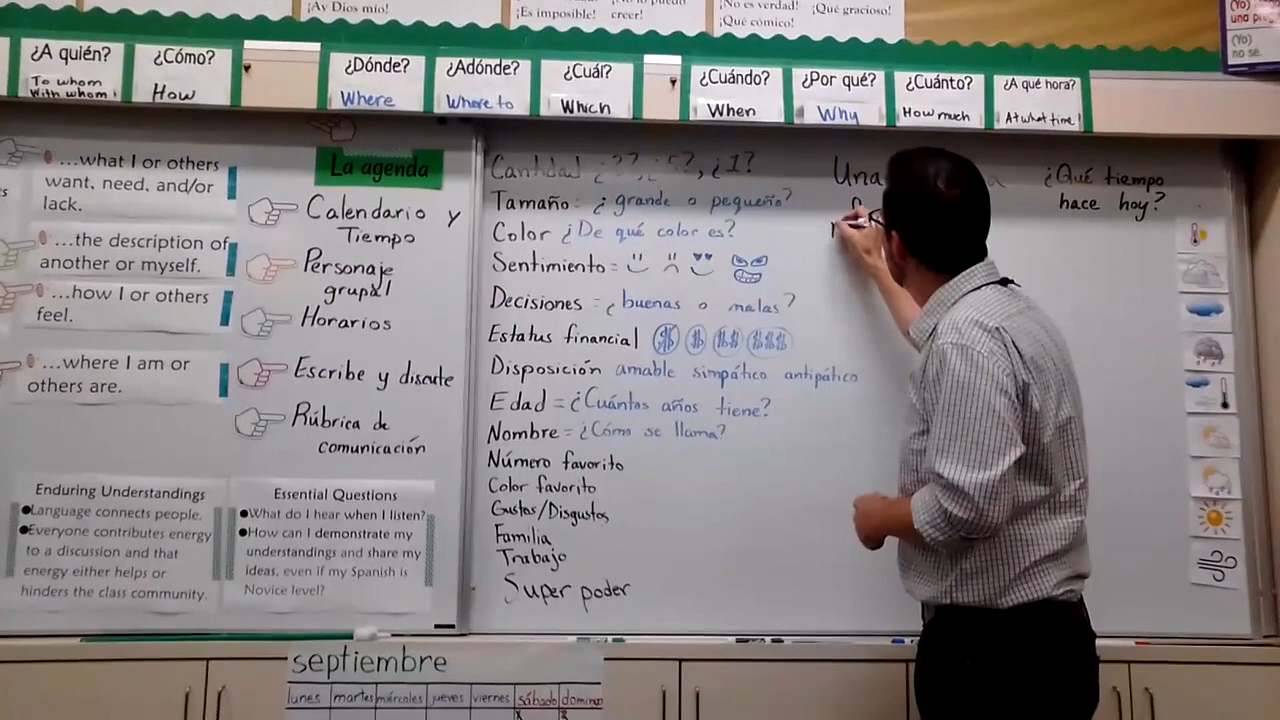 ¡Ay Dios mío!
¡Es imposible!
creer!
¡No es verdad!
¡Qué cómico!
¡Qué gracioso!
(Yo)
una
(Yo)
no se.
¿A quién?
To whom
With whom
¿Cómo?
How
¿Dónde?
Where
¿Adónde?
Where to
¿Cuál?
Which
¿Cuándo?
When
¿Por qué?
Why
¿Cuánto?
How much
¿A qué hora?
At what time?
...what I or others
want, need, and/or
lack.
...the description of
another or myself.
...how I or others
feel.
...where I am or
others are.
La agenda
Calendario y
Tiempo
Personaje
grupal
Horarios
Escribe y discute
Rúbrica de
comunicación
Enduring Understandings
●Language connects people.
●Everyone contributes energy
to a discussion and that
energy either helps or
hinders the class community.
Essential Questions
●What do I hear when I listen?
●How can I demonstrate my
understandings and share my
ideas, even if my Spanish is
Novice level?
Cantidad ¿??, ¿5?, ¿1?
Tamaño: ¿grande o pequeño?
Color ¿De qué color es?
Sentimiento =
Decisiones = ¿buenas o malas?
Estatus financial $ $ $$ $$$
Disposición amable simpático antipático
Edad = ¿Cuántos años tiene?
Nombre = ¿Cómo se llama?
Número favorito
Color favorito
Gustos/Disgustos
Familia
Trabajo
Super poder
Una
¿Qué tiempo
hace hoy?
septiembre
lunes martes miércoles jueves viernes sábado domingo